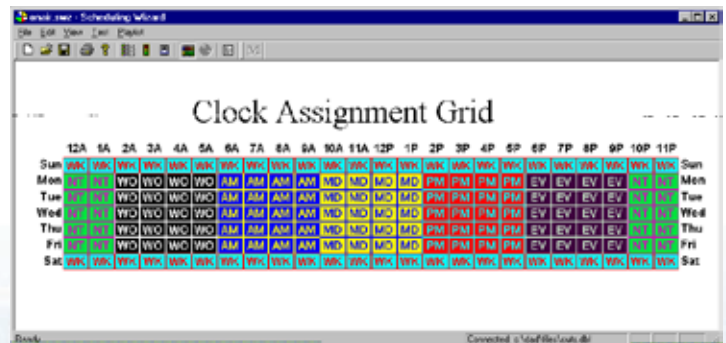 onair.swz - Scheduling Wizard
File Edit View Tool Playlist
Clock Assignment Grid
12A 1A 2A 3A 4A 5A 6A 7A 8A 9A 10A 11A 12P 1P 2P 3P 4P 5P 6P 7P 8P 9P 10P 11P
Sun WK WK WK WK WK WK WK WK WK WK WK WK WK WK WK WK WK WK WK WK WK WK WK WK Sun
Mon NT NT WO WO WO WO AM AM AM AM MD MD MD MD PM PM PM PM EV EV EV EV NT NT Mon
Tue NT NT WO WO WO WO AM AM AM AM MD MD MD MD PM PM PM PM EV EV EV EV NT NT Tue
Wed NT NT WO WO WO WO AM AM AM AM MD MD MD MD PM PM PM PM EV EV EV EV NT NT Wed
Thu NT NT WO WO WO WO AM AM AM AM MD MD MD MD PM PM PM PM EV EV EV EV NT NT Thu
Fri NT NT WO WO WO WO AM AM AM AM MD MD MD MD PM PM PM PM EV EV EV EV NT NT Fri
Sat WK WK WK WK WK WK WK WK WK WK WK WK WK WK WK WK WK WK WK WK WK WK WK WK Sat
Ready Connected